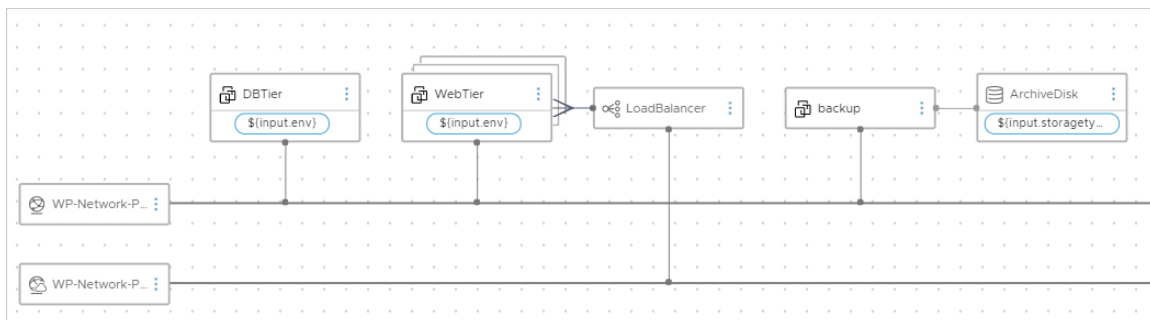 DBTier
${input.env}
WebTier
${input.env}
LoadBalancer
backup
ArchiveDisk
${input.storagety...
WP-Network-P...
WP-Network-P...